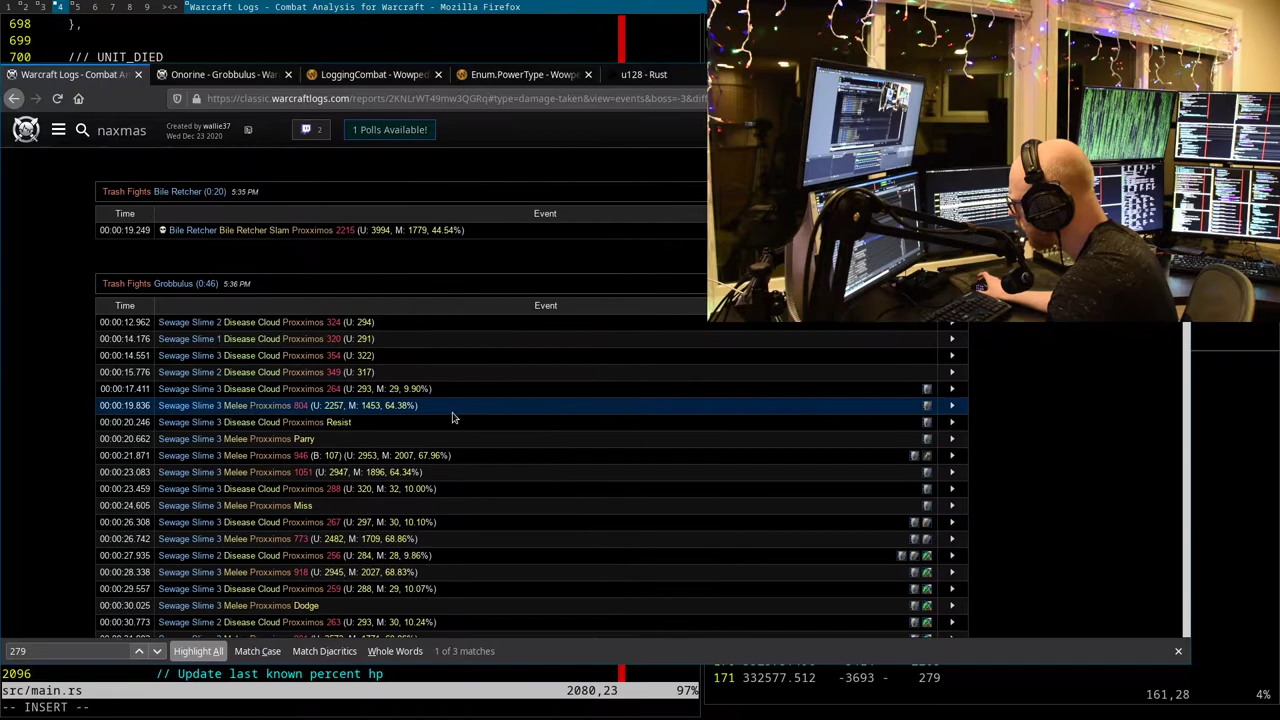 1 2 3 4 5 6 7 8 9 ><> Warcraft Logs - Combat Analysis for Warcraft - Mozilla Firefox
698 },
699
700 /// UNIT_DIED
Warcraft Logs - Combat An × Onorine - Grobbulus - War × LoggingCombat - Wowped × Enum.PowerType - Wowpe × u128 - Rust
https://classic.warcraftlogs.com/reports/2KNLrWT49mw3QGRq#type=damage-taken&view=events&boss=-3&diff
naxmas Created by wallie37 2 1 Polls Available!
Wed Dec 23 2020
Trash Fights Bile Retcher (0:20) 5:35 PM
Time Event
00:00:19.249 Bile Retcher Bile Retcher Slam Proxximos 2215 (U: 3994, M: 1779, 44.54%)
Trash Fights Grobbulus (0:46) 5:36 PM
Time Event
00:00:12.962 Sewage Slime 2 Disease Cloud Proxximos 324 (U: 294)
00:00:14.176 Sewage Slime 1 Disease Cloud Proxximos 320 (U: 291)
00:00:14.551 Sewage Slime 3 Disease Cloud Proxximos 354 (U: 322)
00:00:15.776 Sewage Slime 2 Disease Cloud Proxximos 349 (U: 317)
00:00:17.411 Sewage Slime 3 Disease Cloud Proxximos 264 (U: 293, M: 29, 9.90%)
00:00:19.836 Sewage Slime 3 Melee Proxximos 804 (U: 2257, M: 1453, 64.38%)
00:00:20.246 Sewage Slime 3 Disease Cloud Proxximos Resist
00:00:20.662 Sewage Slime 3 Melee Proxximos Parry
00:00:21.871 Sewage Slime 3 Melee Proxximos 946 (B: 107) (U: 2953, M: 2007, 67.96%)
00:00:23.083 Sewage Slime 3 Melee Proxximos 1051 (U: 2947, M: 1896, 64.34%)
00:00:23.459 Sewage Slime 3 Disease Cloud Proxximos 288 (U: 320, M: 32, 10.00%)
00:00:24.605 Sewage Slime 3 Melee Proxximos Miss
00:00:26.308 Sewage Slime 3 Disease Cloud Proxximos 267 (U: 297, M: 30, 10.10%)
00:00:26.742 Sewage Slime 3 Melee Proxximos 773 (U: 2482, M: 1709, 68.86%)
00:00:27.935 Sewage Slime 2 Disease Cloud Proxximos 256 (U: 284, M: 28, 9.86%)
00:00:28.338 Sewage Slime 3 Melee Proxximos 918 (U: 2945, M: 2027, 68.83%)
00:00:29.557 Sewage Slime 3 Disease Cloud Proxximos 259 (U: 288, M: 29, 10.07%)
00:00:30.025 Sewage Slime 3 Melee Proxximos Dodge
00:00:30.773 Sewage Slime 2 Disease Cloud Proxximos 263 (U: 293, M: 30, 10.24%)
279 Highlight All Match Case Match Diacritics Whole Words 1 of 3 matches
2096 // Update last known percent hp
171 332577.512 -3693 - 279
src/main.rs 2080,23 97% 161,28 4%
-- INSERT --